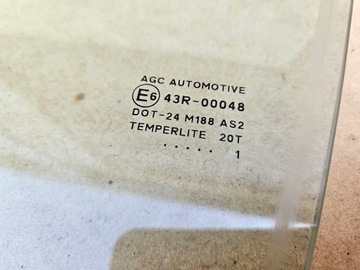 AGC AUTOMOTIVE
E6 43R-00048
DOT-24 M188 AS2
TEMPERLITE 20T
..... 1